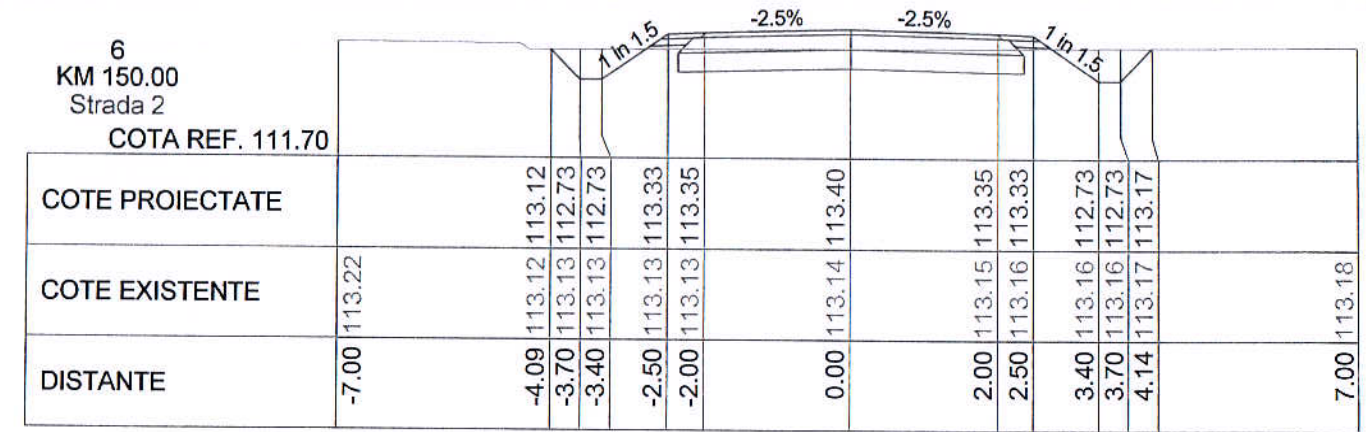 -2.5% -2.5%
1 in 1.5 1 in 1.5
6
KM 150.00
Strada 2
COTA REF. 111.70
COTE PROIECTATE 113.12 112.73 112.73 113.33 113.35 113.40 113.35 113.33 112.73 112.73 113.17
COTE EXISTENTE 113.22 113.12 113.13 113.13 113.13 113.13 113.14 113.15 113.16 113.16 113.16 113.17 113.18
DISTANTE -7.00 -4.09 -3.70 -3.40 -2.50 -2.00 0.00 2.00 2.50 3.40 3.70 4.14 7.00